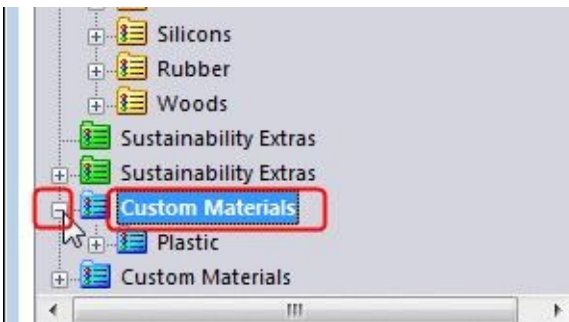 Silicons
Rubber
Woods
Sustainability Extras
Sustainability Extras
Custom Materials
Plastic
Custom Materials